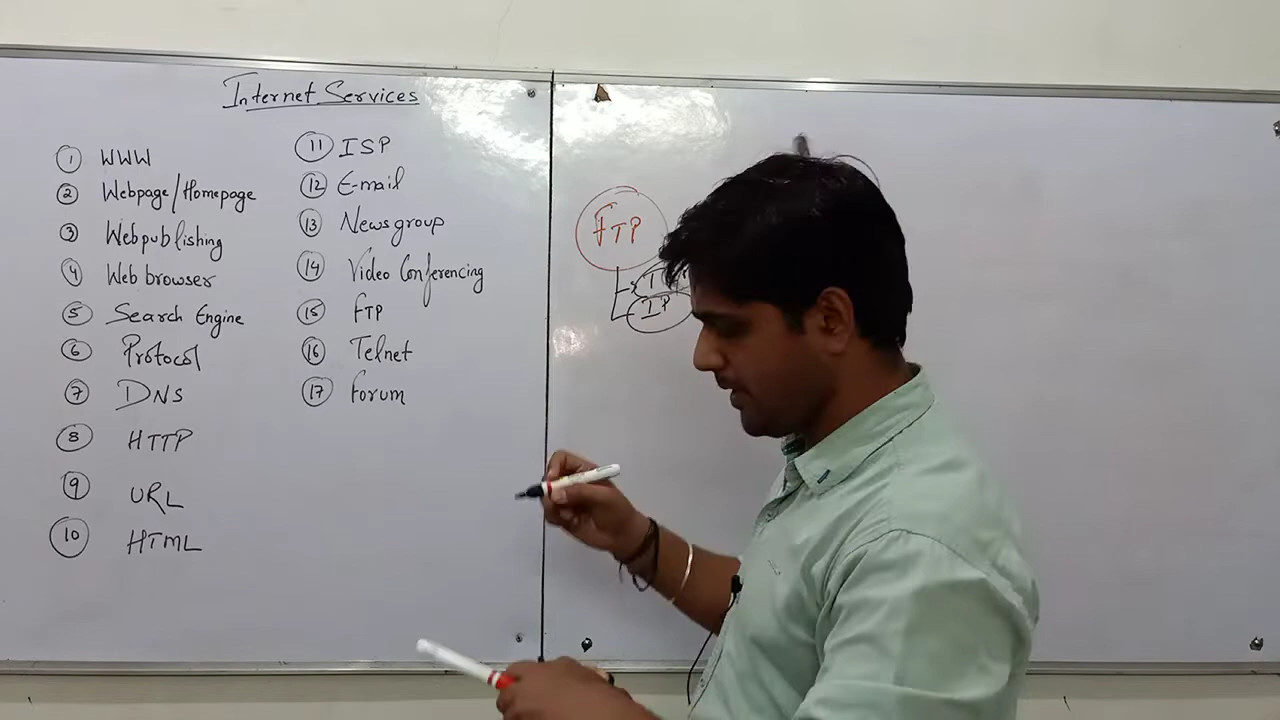 Internet Services
1 WWW
2 Webpage/Homepage
3 Webpublishing
4 Web browser
5 Search Engine
6 Protocol
7 DNS
8 HTTP
9 URL
10 HTML
11 ISP
12 E-mail
13 Newsgroup
14 Video Conferencing
15 FTP
16 Telnet
17 Forum
FTP
IP